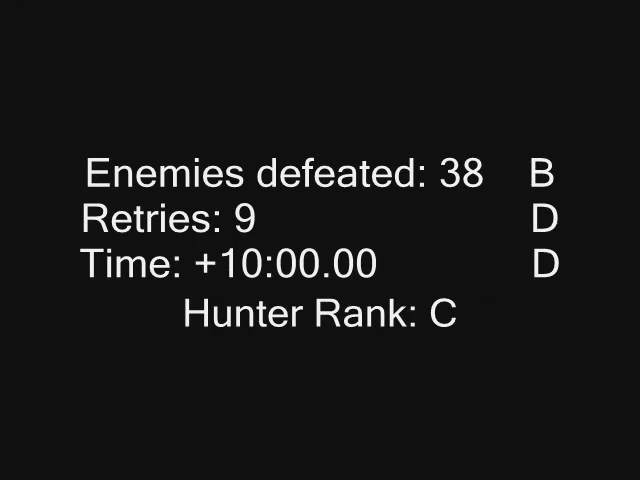 Enemies defeated: 38 B
Retries: 9 D
Time: +10:00.00 D
Hunter Rank: C